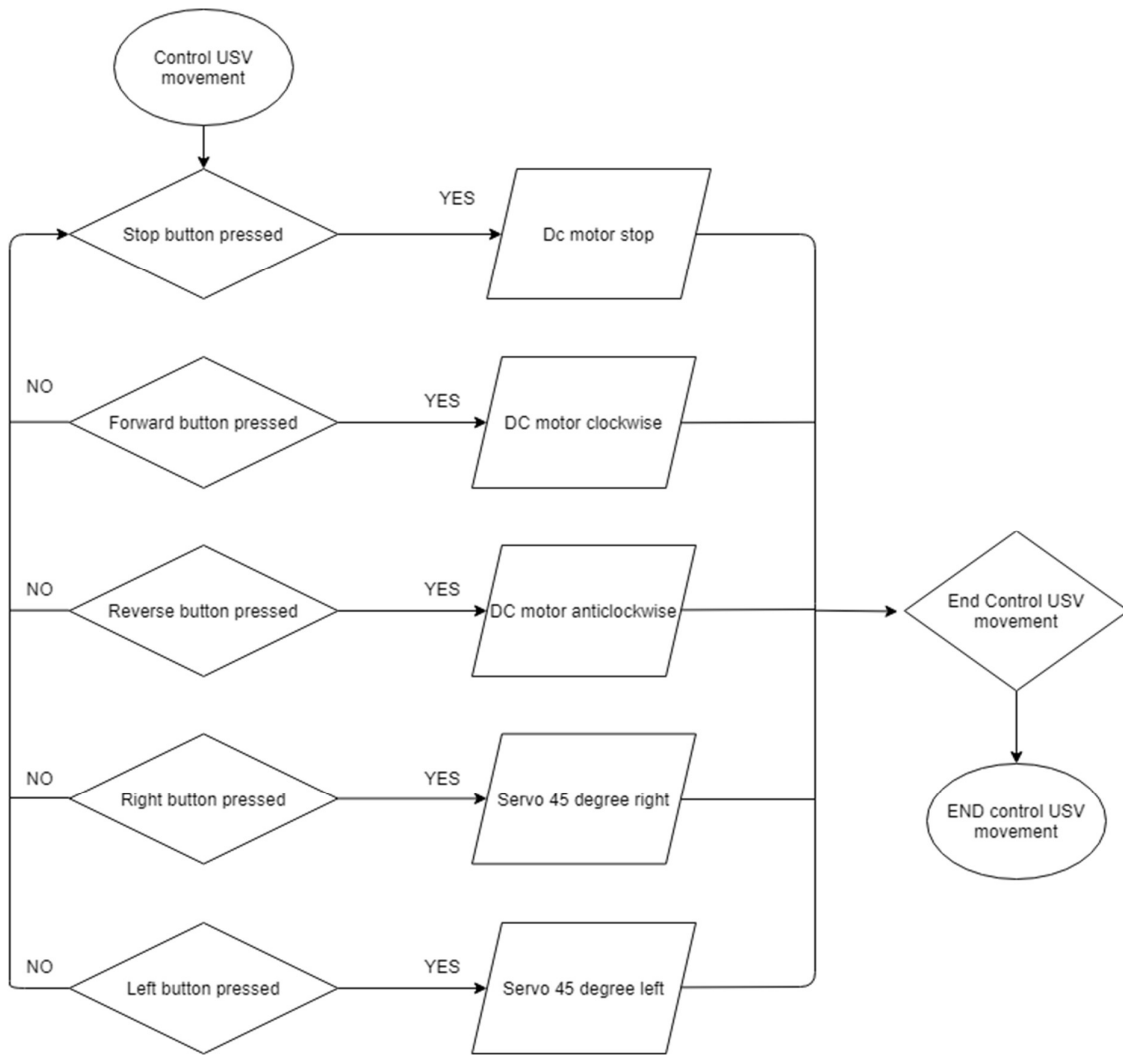 Control USV
movement
YES
Stop button pressed
Dc motor stop
NO
YES
Forward button pressed
DC motor clockwise
NO
YES
Reverse button pressed
DC motor anticlockwise
End Control USV
movement
NO
YES
Right button pressed
Servo 45 degree right
END control USV
movement
NO
YES
Left button pressed
Servo 45 degree left